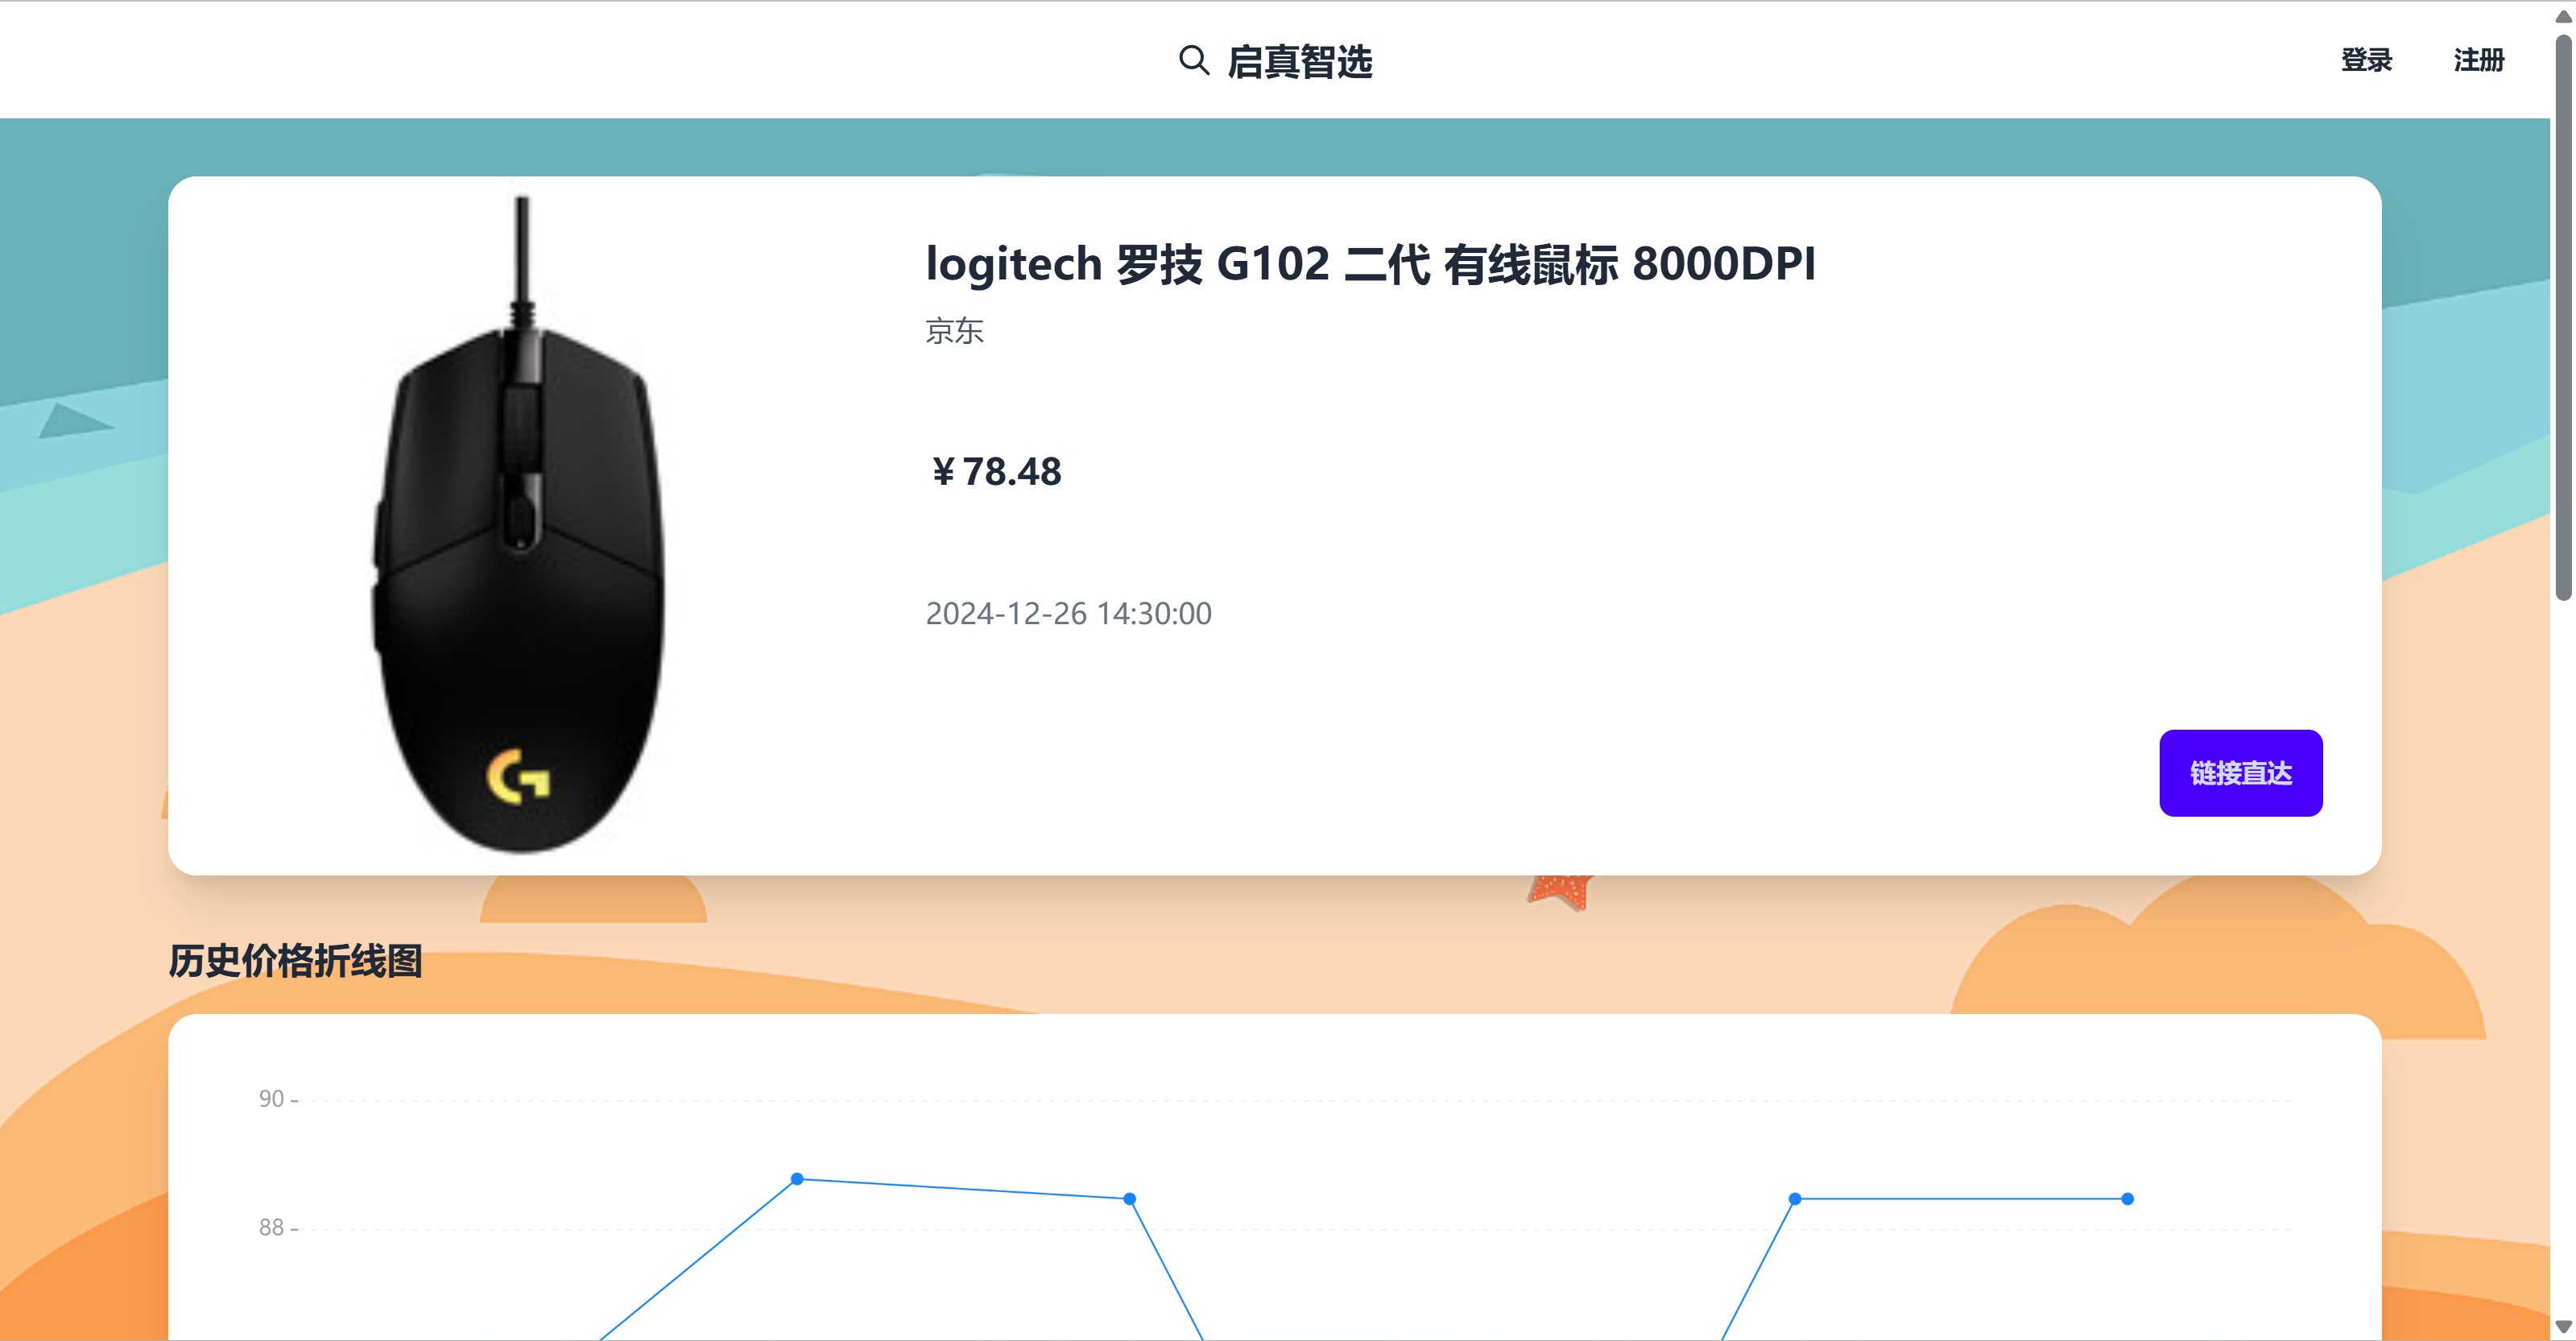 启真智选
登录
注册
logitech 罗技 G102 二代 有线鼠标 8000DPI
京东
¥ 78.48
2024-12-26 14:30:00
链接直达
历史价格折线图
90
88